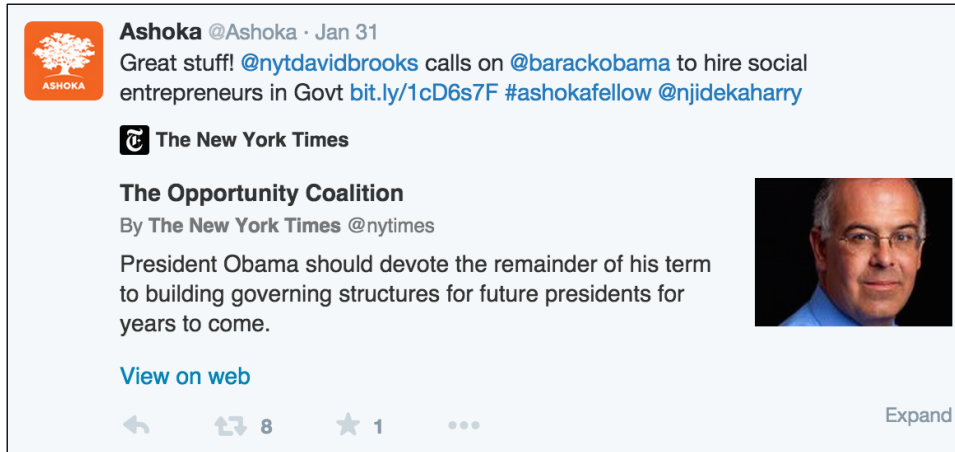 ASHOKA
Ashoka @Ashoka · Jan 31
Great stuff! @nytdavidbrooks calls on @barackobama to hire social
entrepreneurs in Govt bit.ly/1cD6s7F #ashokafellow @njidekaharry
T The New York Times
The Opportunity Coalition
By The New York Times @nytimes
President Obama should devote the remainder of his term
to building governing structures for future presidents for
years to come.
View on web
8 1
Expand